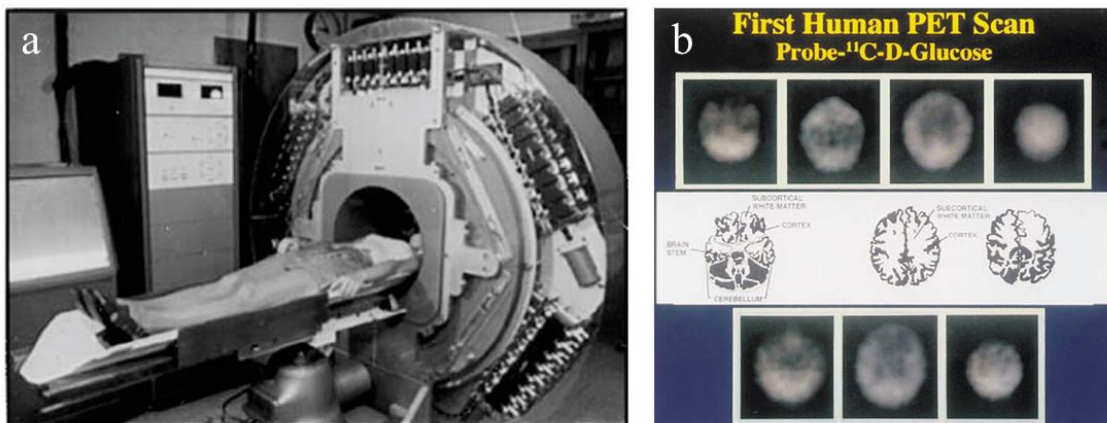 a
b
First Human PET Scan
Probe-¹¹C-D-Glucose
SUBCORTICAL
WHITE MATTER
CORTEX
BRAIN
STEM
CEREBELLUM
SUBCORTICAL
WHITE MATTER
CORTEX